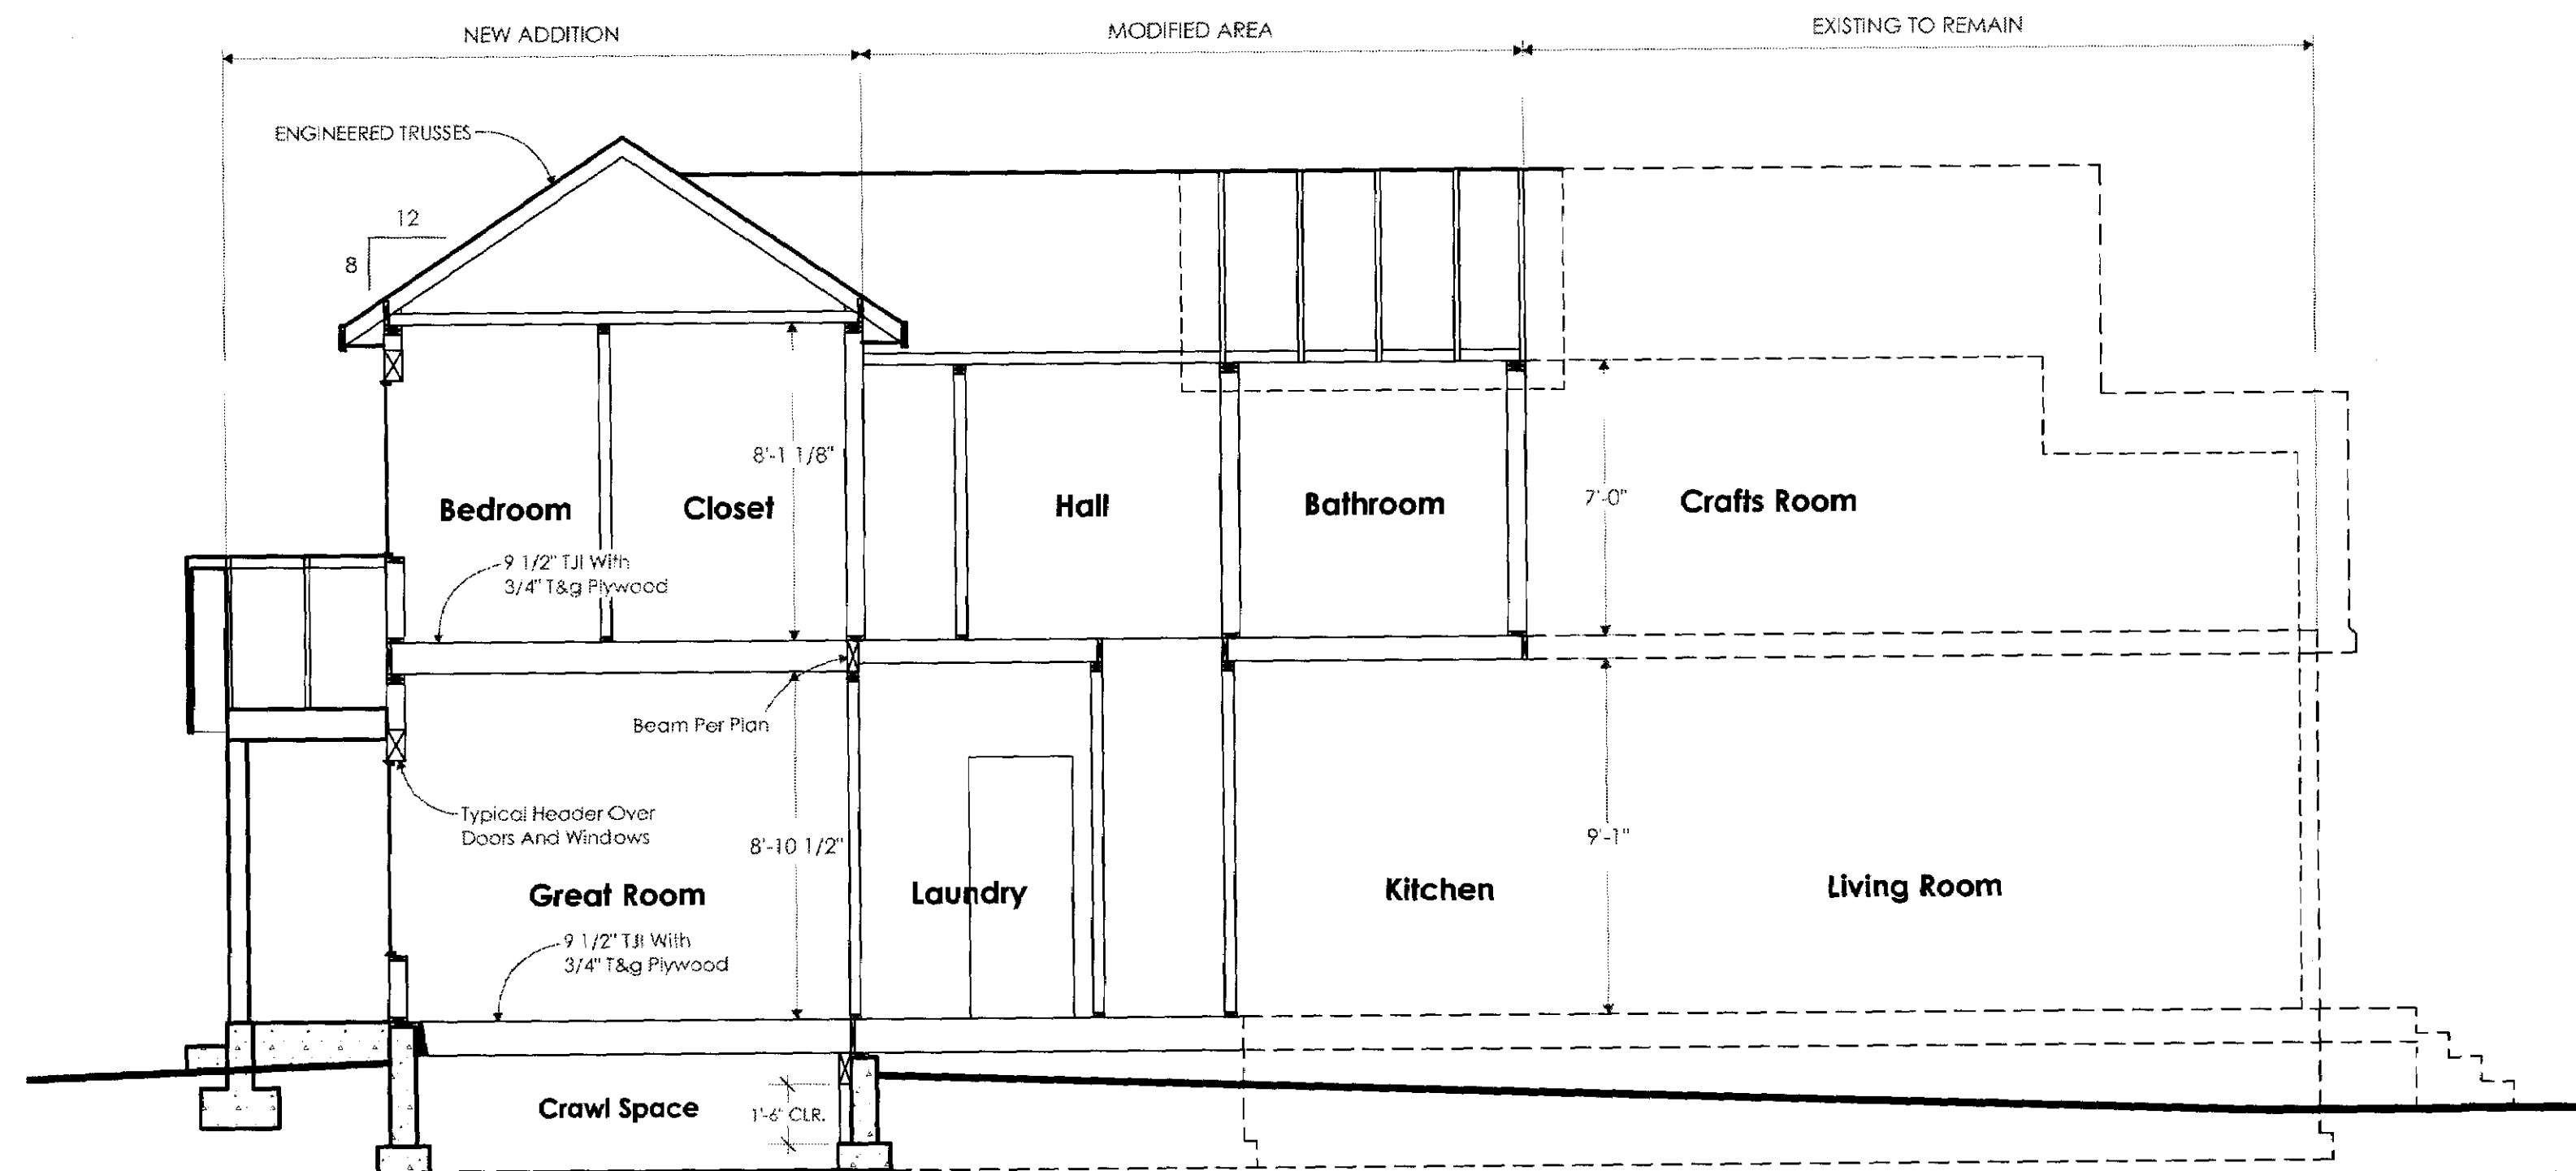 NEW ADDITION
MODIFIED AREA
EXISTING TO REMAIN
ENGINEERED TRUSSES
12
8
8'-1 1/8"
7'-0"
Bedroom
Closet
Hall
Bathroom
Crafts Room
9 1/2" TJI With
3/4" T&g Plywood
Beam Per Plan
Typical Header Over
Doors And Windows
8'-10 1/2"
9'-1"
Great Room
Laundry
Kitchen
Living Room
9 1/2" TJI With
3/4" T&g Plywood
Crawl Space
1'-6" CLR.